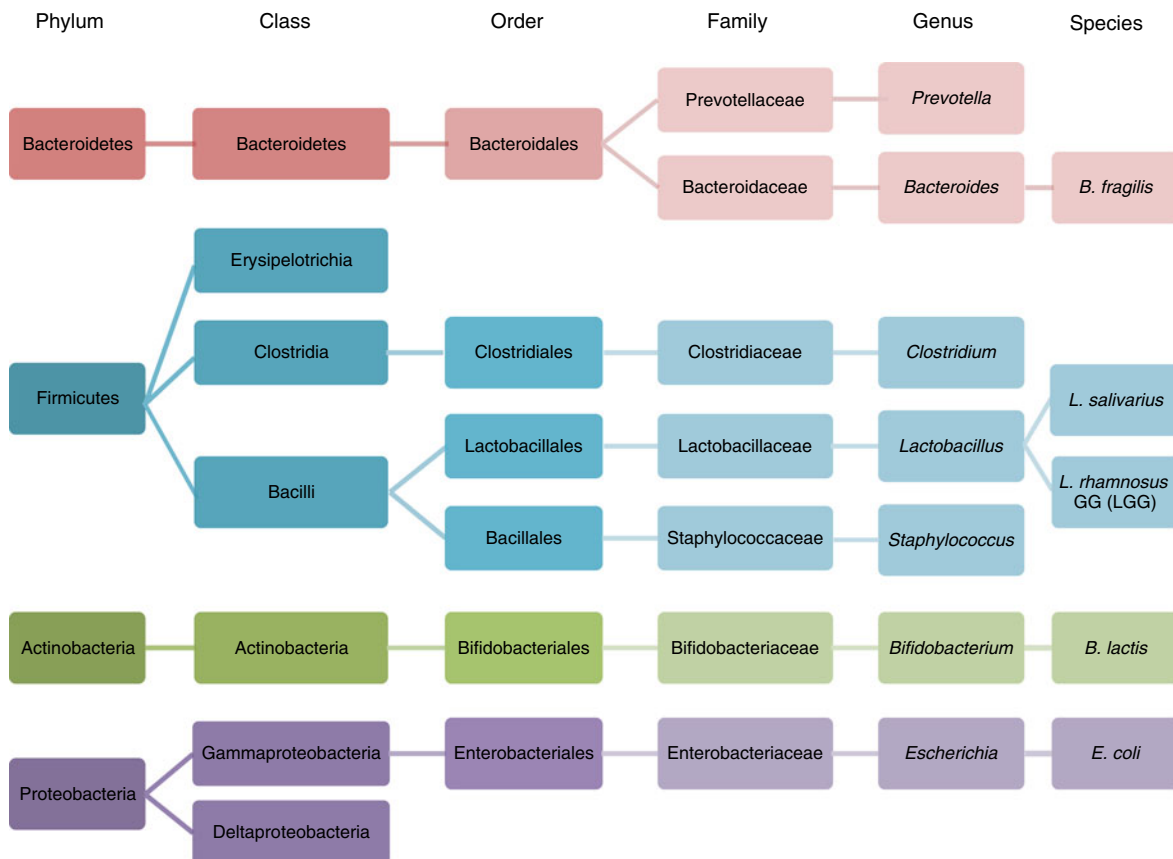 Phylum Class Order Family Genus Species
Prevotellaceae Prevotella
Bacteroidetes Bacteroidetes Bacteroidales
Bacteroidaceae Bacteroides B. fragilis
Erysipelotrichia
Clostridia Clostridiales Clostridiaceae Clostridium
Firmicutes
L. salivarius
Lactobacillales Lactobacillaceae Lactobacillus
Bacilli
L. rhamnosus
GG (LGG)
Bacillales Staphylococcaceae Staphylococcus
Actinobacteria Actinobacteria Bifidobacteriales Bifidobacteriaceae Bifidobacterium B. lactis
Gammaproteobacteria Enterobacteriales Enterobacteriaceae Escherichia E. coli
Proteobacteria
Deltaproteobacteria